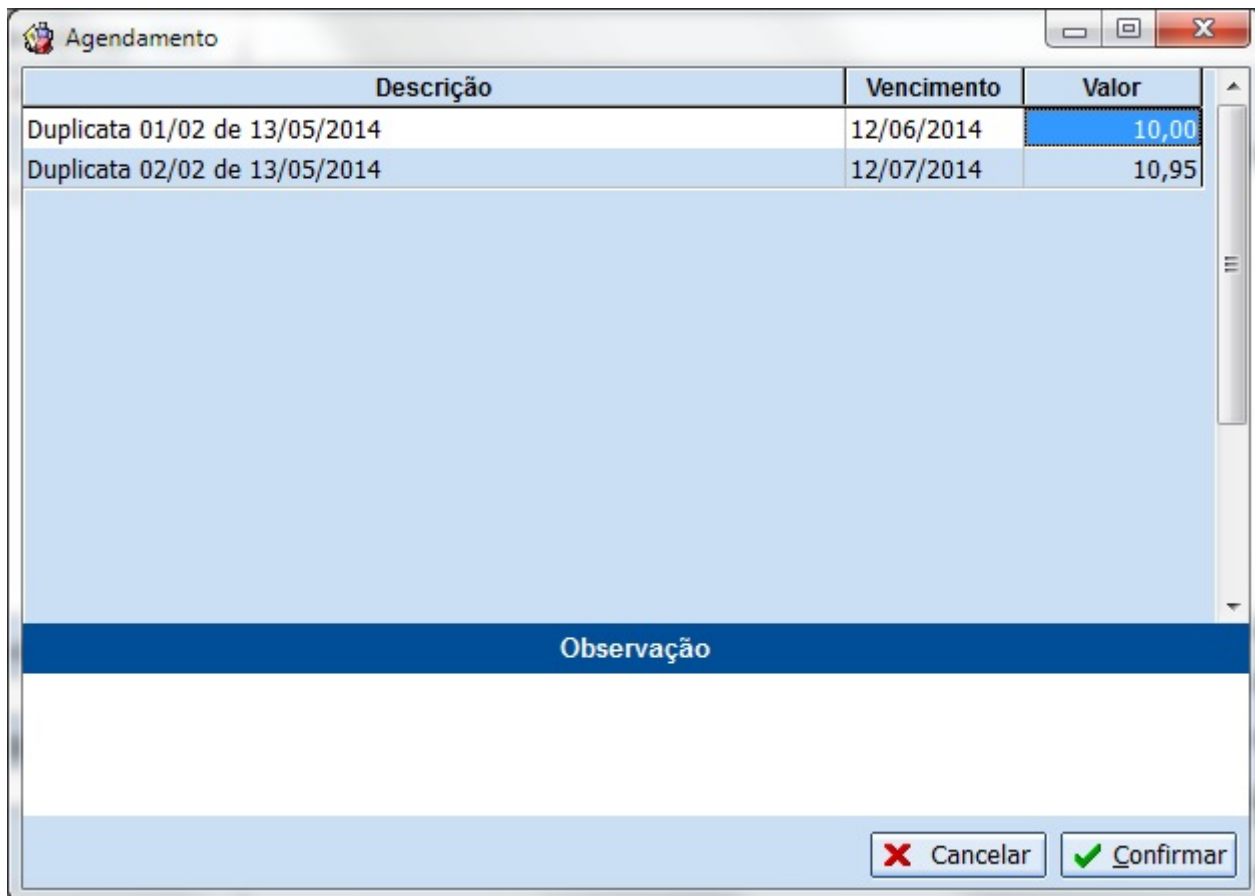 Agendamento
Descrição Vencimento Valor
Duplicata 01/02 de 13/05/2014 12/06/2014 10,00
Duplicata 02/02 de 13/05/2014 12/07/2014 10,95
Observação
Cancelar Confirmar